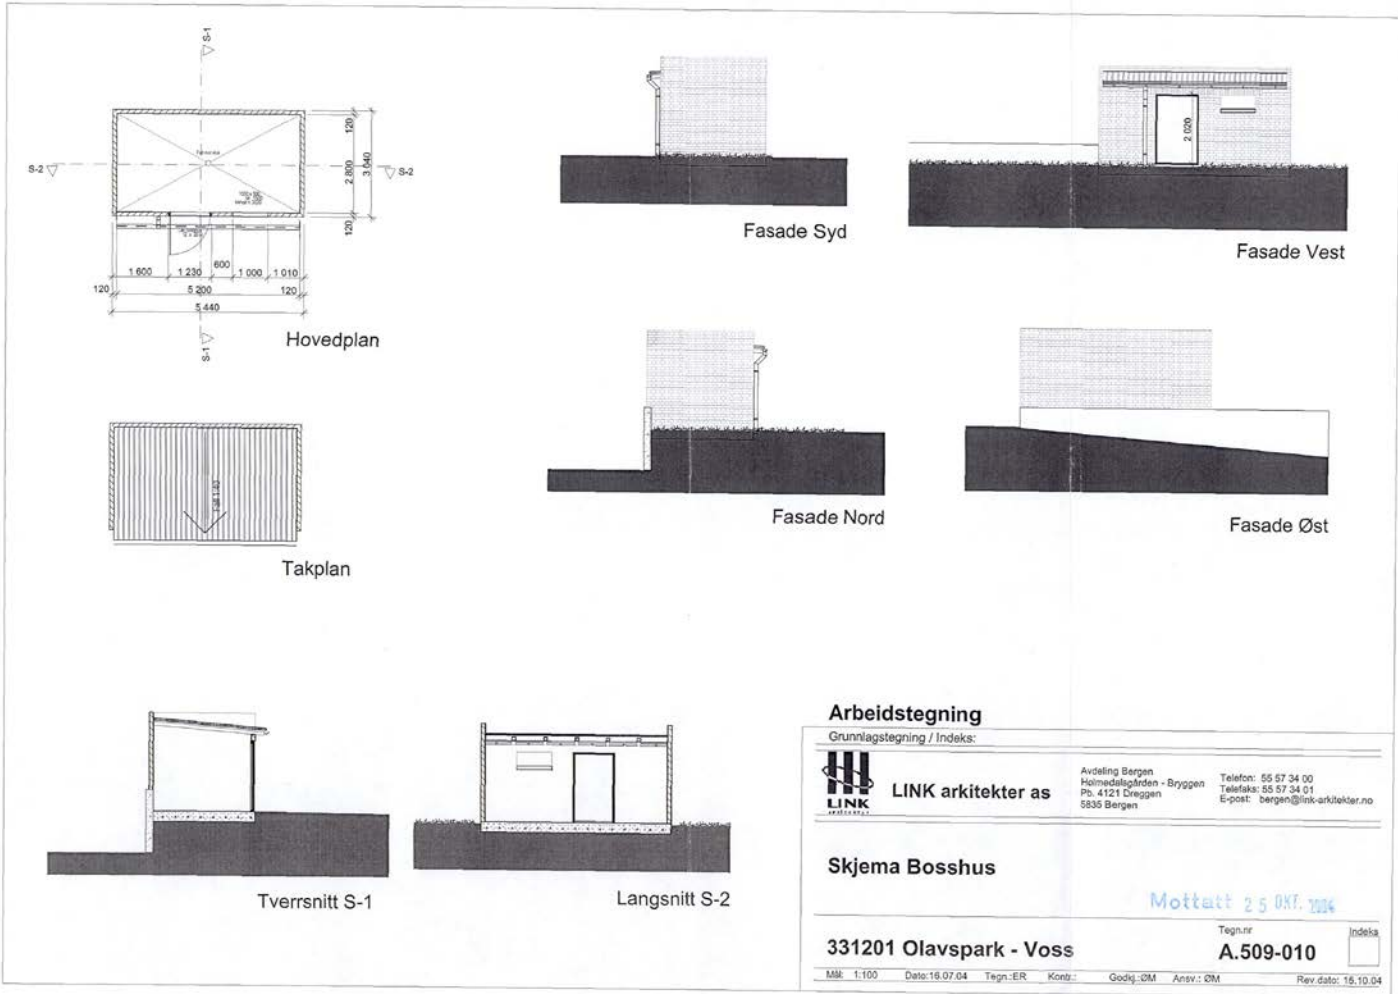 S-1
S-2
S-2
120
2 800
3 040
120
600
1 600
1 230
1 000
1 010
120
5 200
120
5 440
S-1
Hovedplan
Fall 1:40
Takplan
Fasade Syd
2 020
Fasade Vest
Fasade Nord
Fasade Øst
Tverrsnitt S-1
Langsnitt S-2
Arbeidstegning
Grunnlagstegning / Indeks:
LINK
LINK arkitekter as
Avdeling Bergen
Holmedalsgården - Bryggen
Pb. 4121 Dreggen
5835 Bergen
Telefon: 55 57 34 00
Telefaks: 55 57 34 01
E-post: bergen@link-arkitekter.no
Skjema Bosshus
Mottatt 25 OKT. 2004
331201 Olavspark - Voss
Tegn.nr
A.509-010
Indeks
Mål: 1:100 Dato:16.07.04 Tegn.:ER Kontr.: Godkj.:ØM Ansv.: ØM Rev.dato: 15.10.04